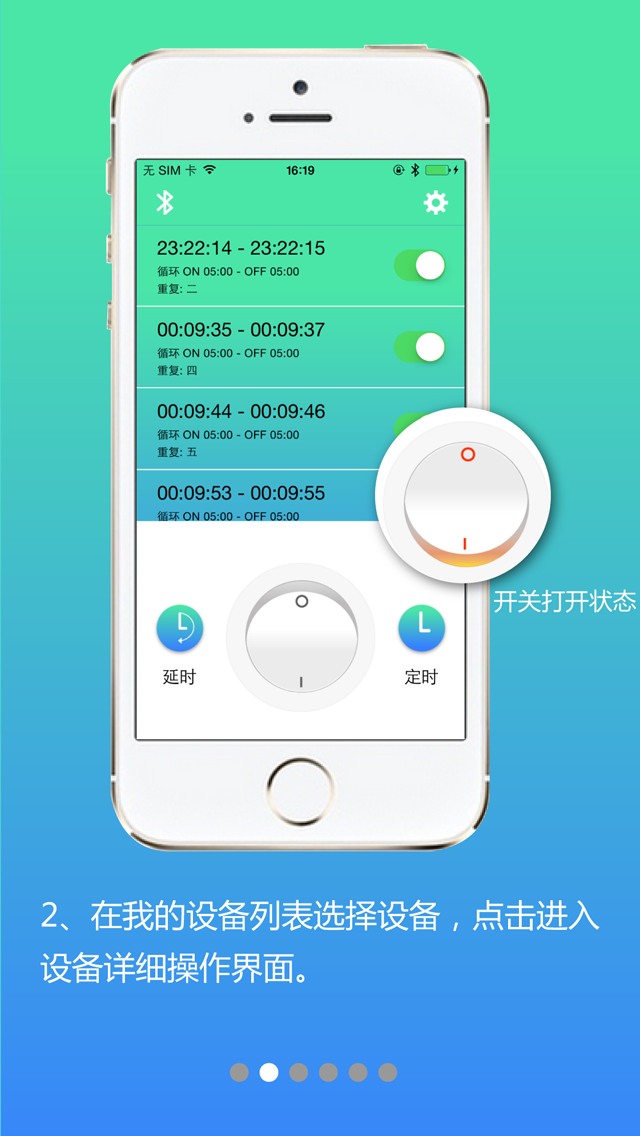 无 SIM 卡 16:19
23:22:14 - 23:22:15
循环 ON 05:00 - OFF 05:00
重复: 二
00:09:35 - 00:09:37
循环 ON 05:00 - OFF 05:00
重复: 四
00:09:44 - 00:09:46
循环 ON 05:00 - OFF 05:00
重复: 五
00:09:53 - 00:09:55
循环 ON 05:00 - OFF 05:00
开关打开状态
延时
定时
2、在我的设备列表选择设备，点击进入
设备详细操作界面。